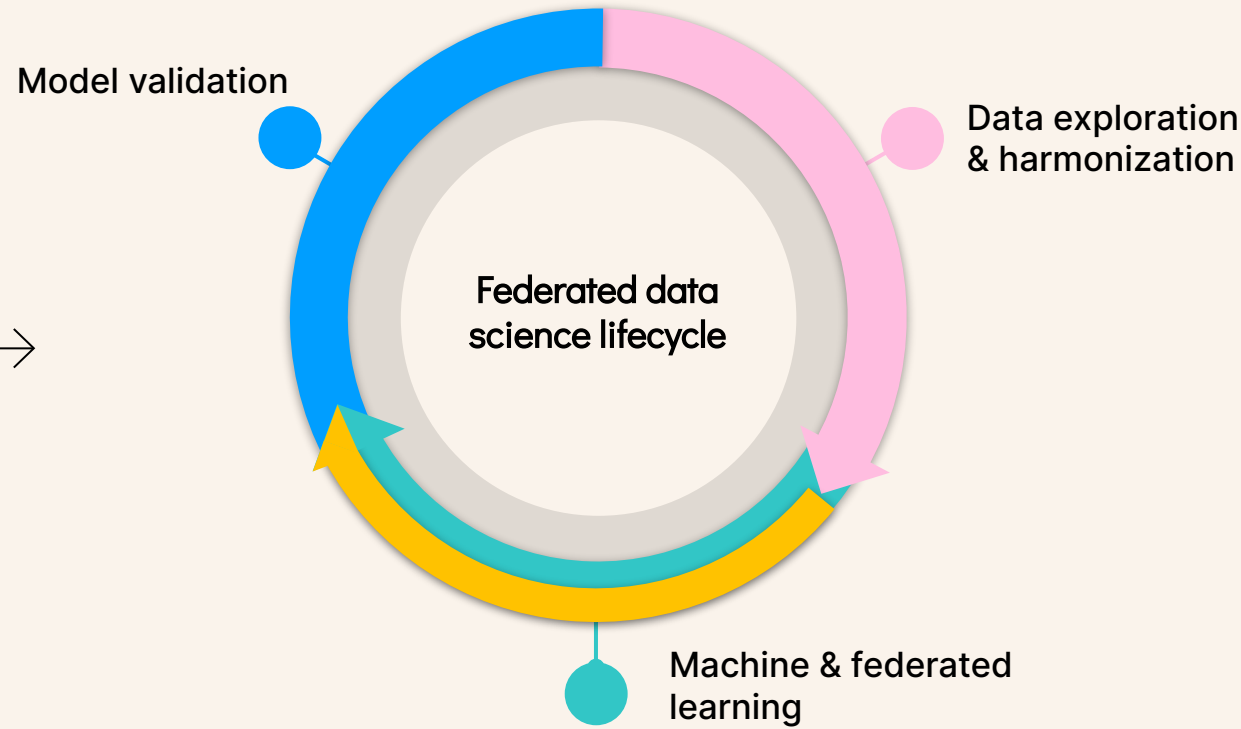 Model validation
Data exploration
& harmonization
Federated data
science lifecycle
Machine & federated
learning